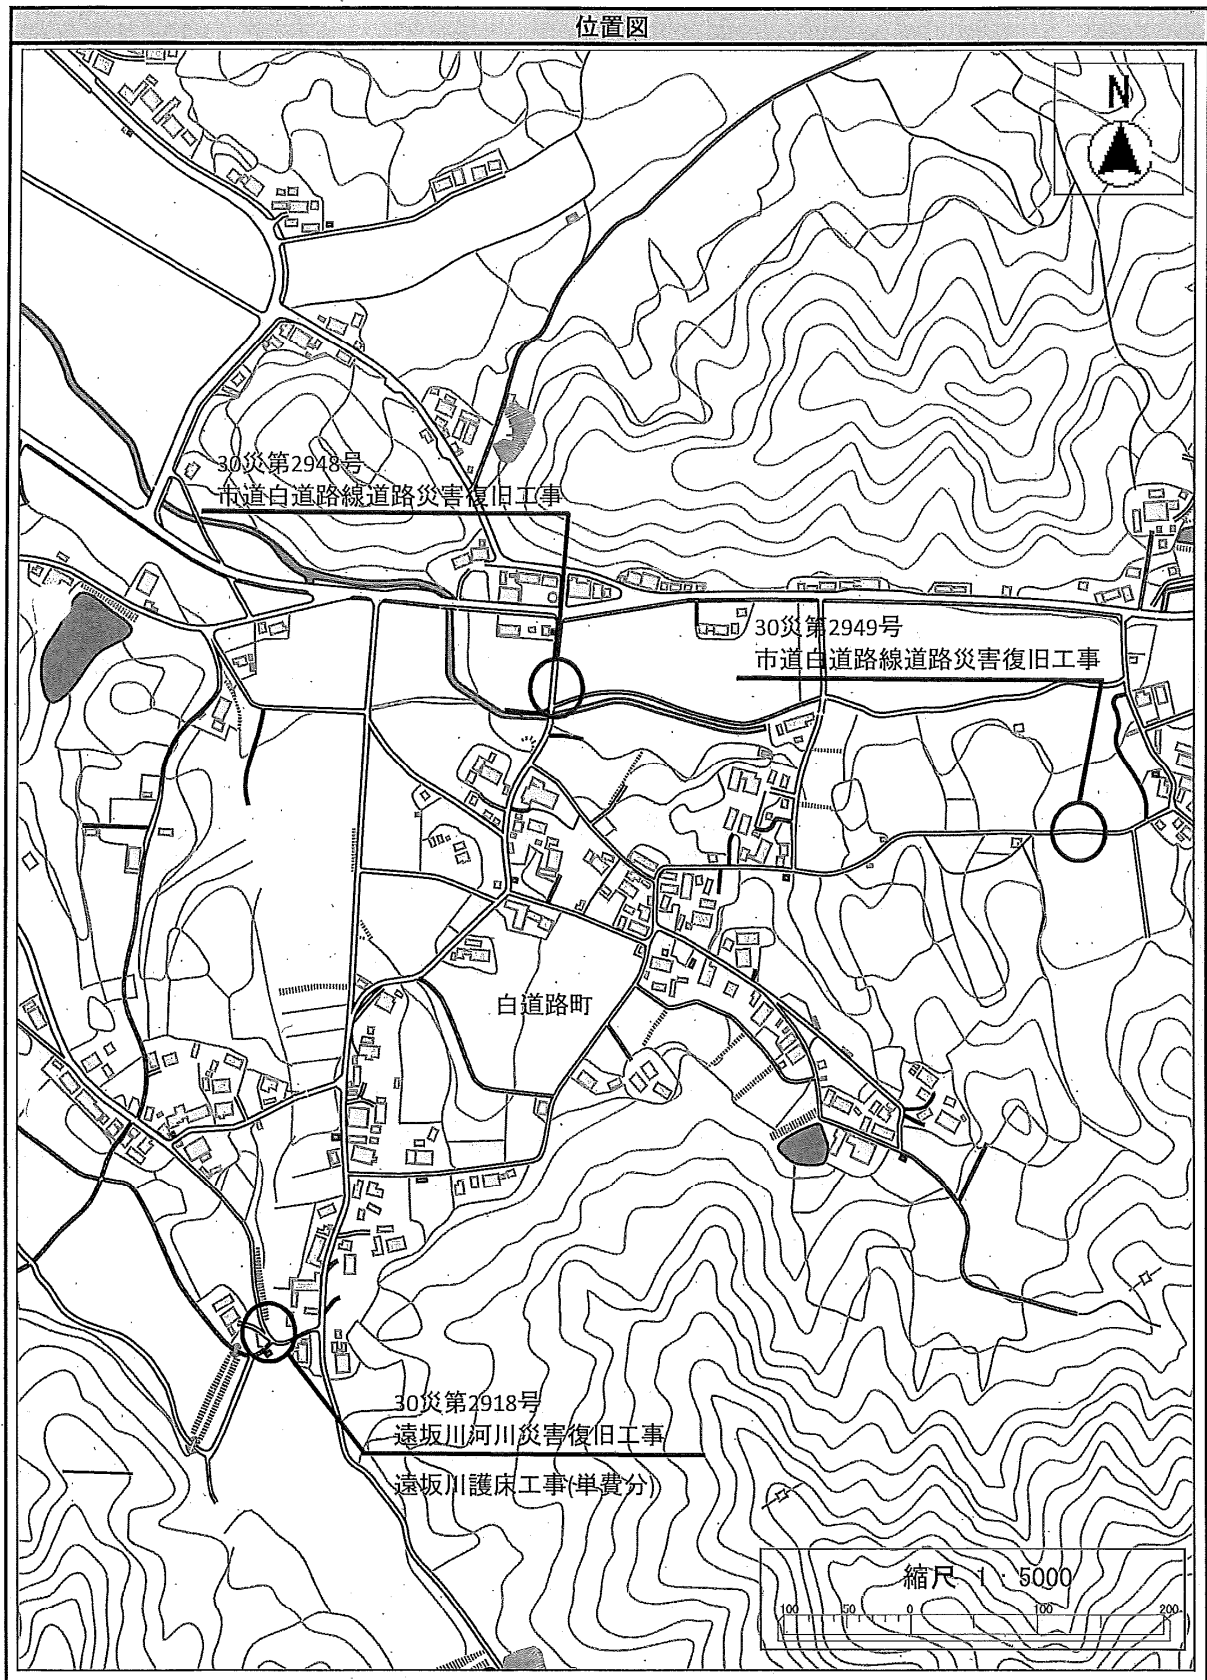 位置図
N
30災第2948号
市道白道路線道路災害復旧工事
30災第2949号
市道白道路線道路災害復旧工事
白道路町
30災第2918号
遠坂川河川災害復旧工事
遠坂川護床工事(単費分)
縮尺 1 : 5000
100 50 0 100 200